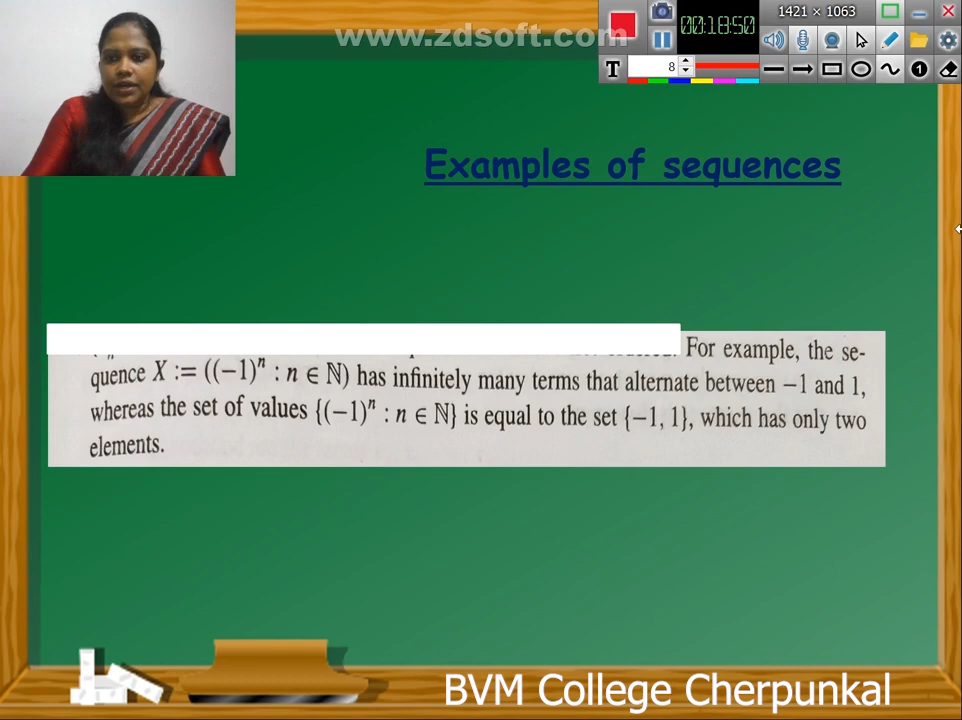 www.zdsoft.com
00:18:50
1421 × 1063
T
8
1
Examples of sequences
For example, the se-
quence X := ((−1)ⁿ : n ∈ ℕ) has infinitely many terms that alternate between −1 and 1,
whereas the set of values {(−1)ⁿ : n ∈ ℕ} is equal to the set {−1, 1}, which has only two
elements.
BVM College Cherpunkal